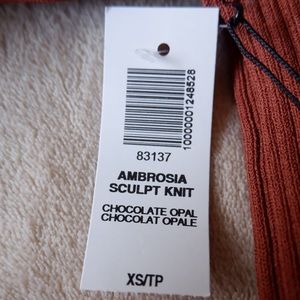 10000001248528
83137
AMBROSIA
SCULPT KNIT
CHOCOLATE OPAL
CHOCOLAT OPALE
XS/TP